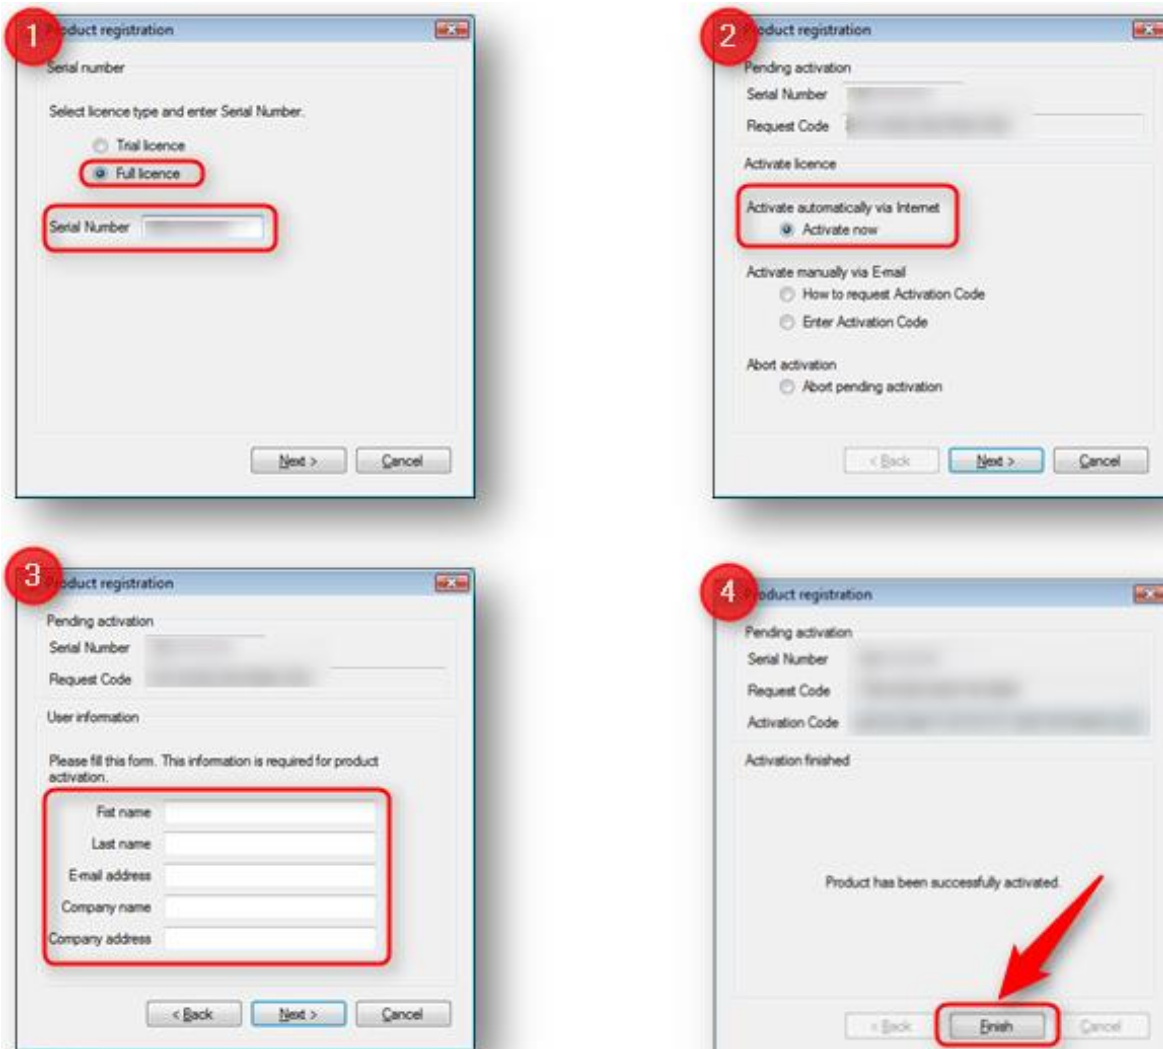 1
Product registration
Serial number
Select licence type and enter Serial Number.
Trial licence
Full licence
Serial Number
Next >
Cancel
2
Product registration
Pending activation
Serial Number
Request Code
Activate licence
Activate automatically via Internet
Activate now
Activate manually via E-mail
How to request Activation Code
Enter Activation Code
Abort activation
Abort pending activation
< Back
Next >
Cancel
3
Product registration
Pending activation
Serial Number
Request Code
User information
Please fill this form. This information is required for product
activation.
Fist name
Last name
E-mail address
Company name
Company address
< Back
Next >
Cancel
4
Product registration
Pending activation
Serial Number
Request Code
Activation Code
Activation finished
Product has been successfully activated.
< Back
Finish
Cancel